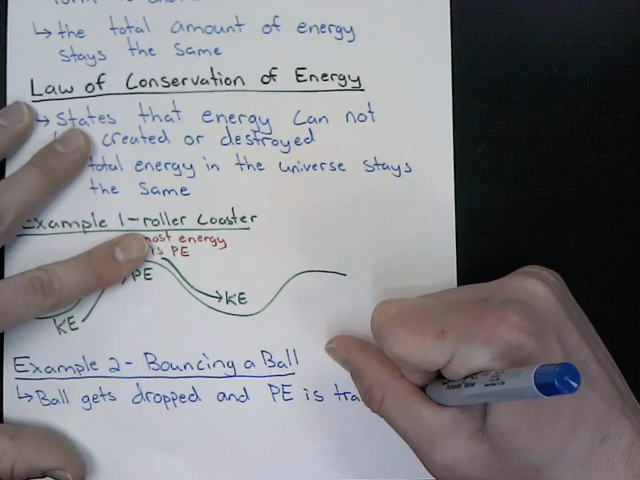 ↳ the total amount of energy
stays the same
Law of Conservation of Energy
↳ States that energy can not
created or destroyed
total energy in the universe stays
the same
Example 1-roller Coaster
most energy
is PE
PE
KE
KE
Example 2- Bouncing a Ball
↳Ball gets dropped and PE is tra